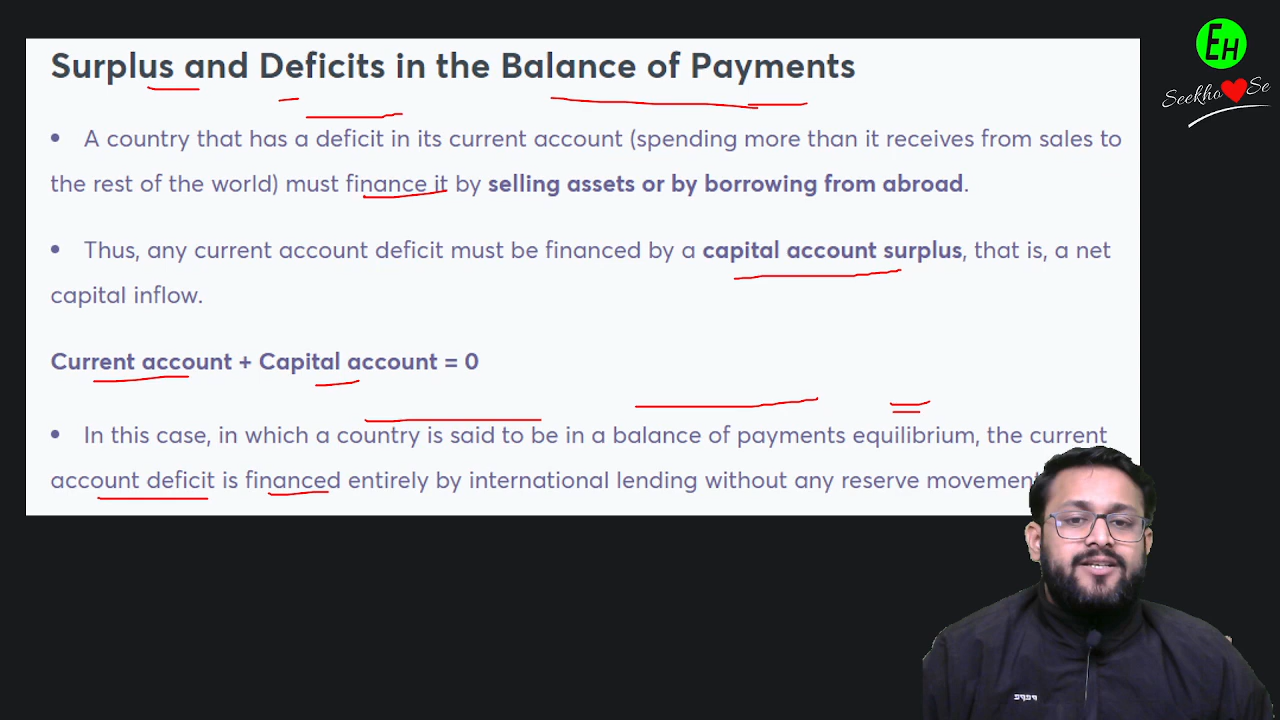 Surplus and Deficits in the Balance of Payments
EH
Seekho Se
• A country that has a deficit in its current account (spending more than it receives from sales to
the rest of the world) must finance it by selling assets or by borrowing from abroad.
• Thus, any current account deficit must be financed by a capital account surplus, that is, a net
capital inflow.
Current account + Capital account = 0
• In this case, in which a country is said to be in a balance of payments equilibrium, the current
account deficit is financed entirely by international lending without any reserve